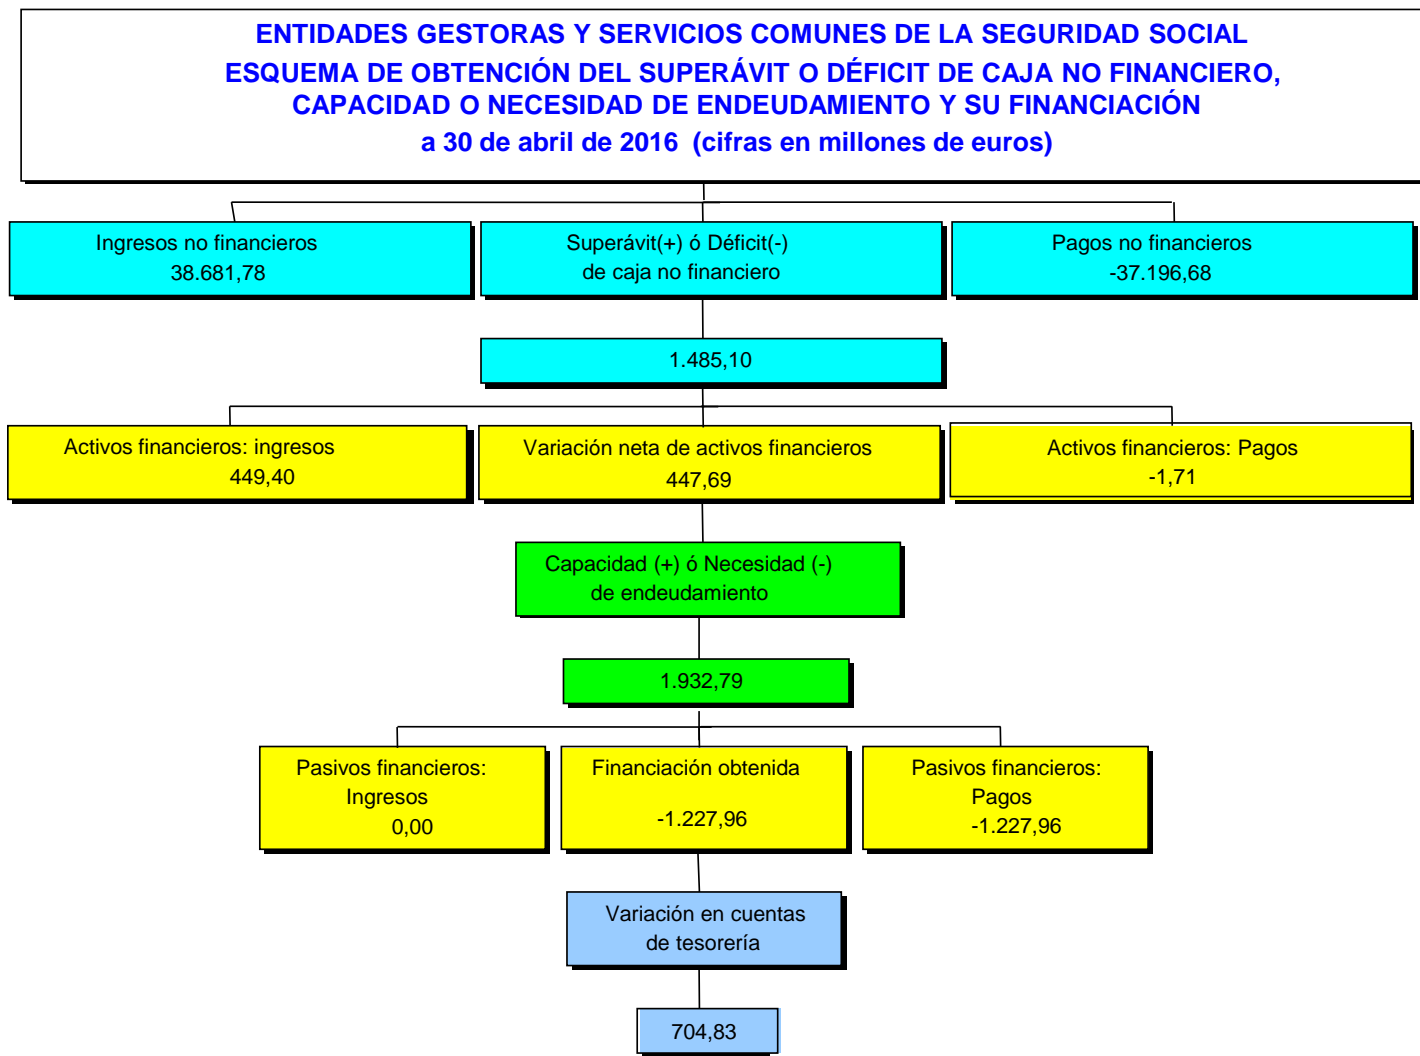 ENTIDADES GESTORAS Y SERVICIOS COMUNES DE LA SEGURIDAD SOCIAL
ESQUEMA DE OBTENCIÓN DEL SUPERÁVIT O DÉFICIT DE CAJA NO FINANCIERO,
CAPACIDAD O NECESIDAD DE ENDEUDAMIENTO Y SU FINANCIACIÓN
a 30 de abril de 2016 (cifras en millones de euros)
Ingresos no financieros
38.681,78
Superávit(+) ó Déficit(-)
de caja no financiero
Pagos no financieros
-37.196,68
1.485,10
Activos financieros: ingresos
449,40
Variación neta de activos financieros
447,69
Activos financieros: Pagos
-1,71
Capacidad (+) ó Necesidad (-)
de endeudamiento
1.932,79
Pasivos financieros:
Ingresos
0,00
Financiación obtenida
-1.227,96
Pasivos financieros:
Pagos
-1.227,96
Variación en cuentas
de tesorería
704,83